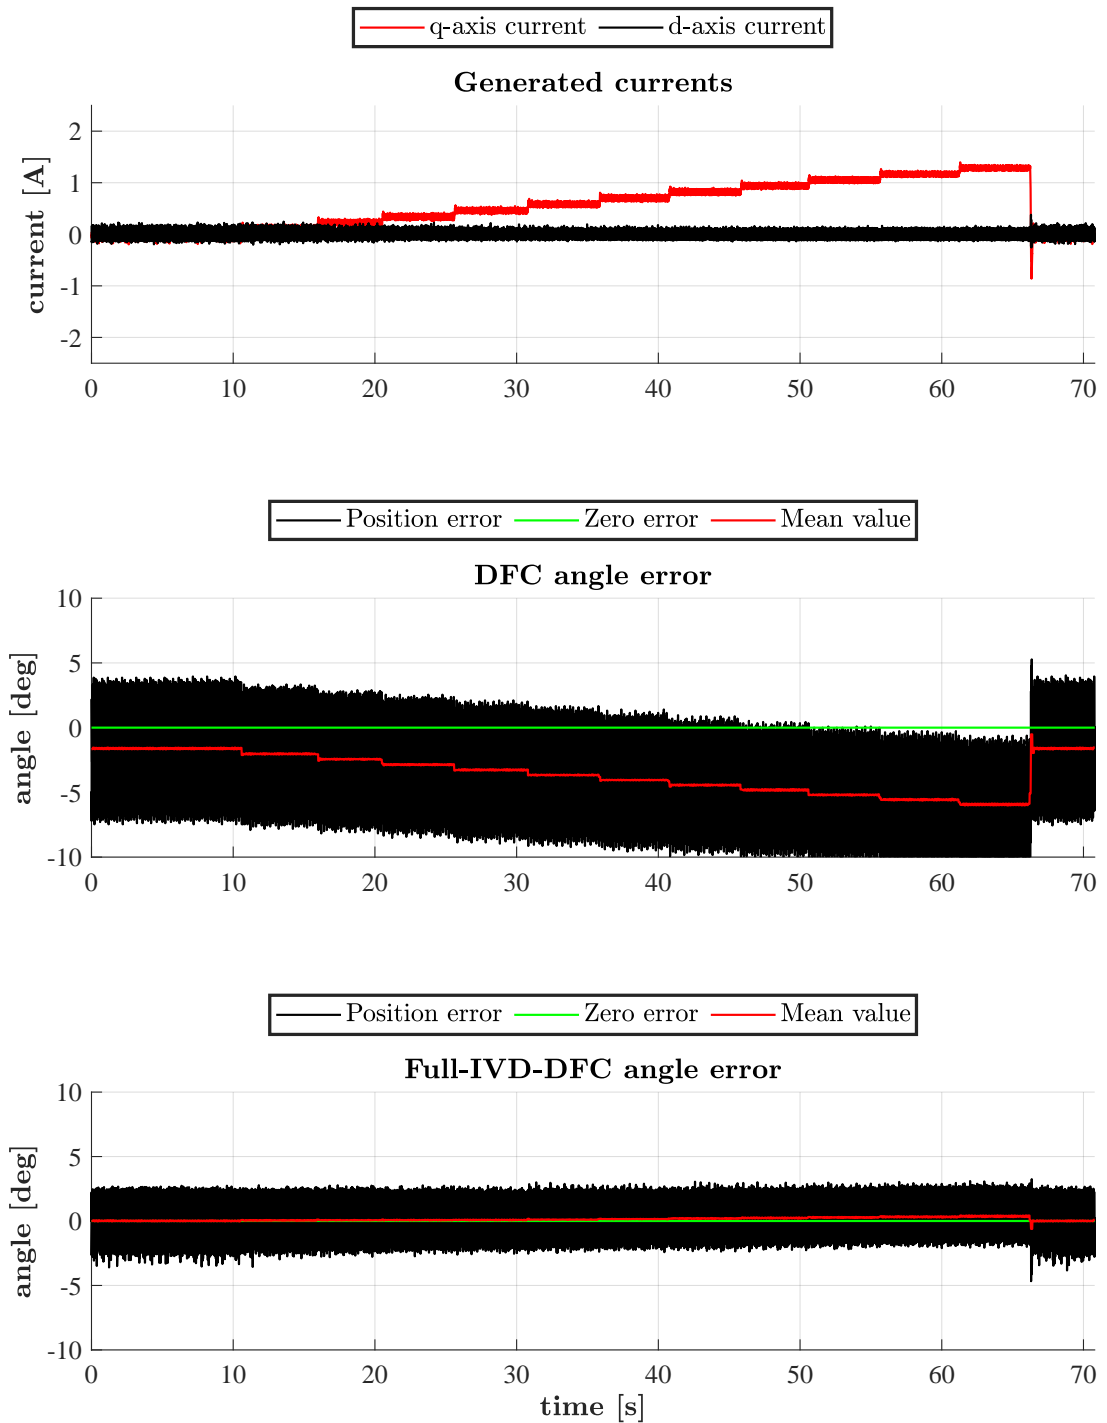 q-axis current d-axis current
Generated currents
current [A]
2
1
0
-1
-2
0 10 20 30 40 50 60 70
Position error Zero error Mean value
DFC angle error
angle [deg]
10
5
0
-5
-10
0 10 20 30 40 50 60 70
Position error Zero error Mean value
Full-IVD-DFC angle error
angle [deg]
10
5
0
-5
-10
0 10 20 30 40 50 60 70
time [s]